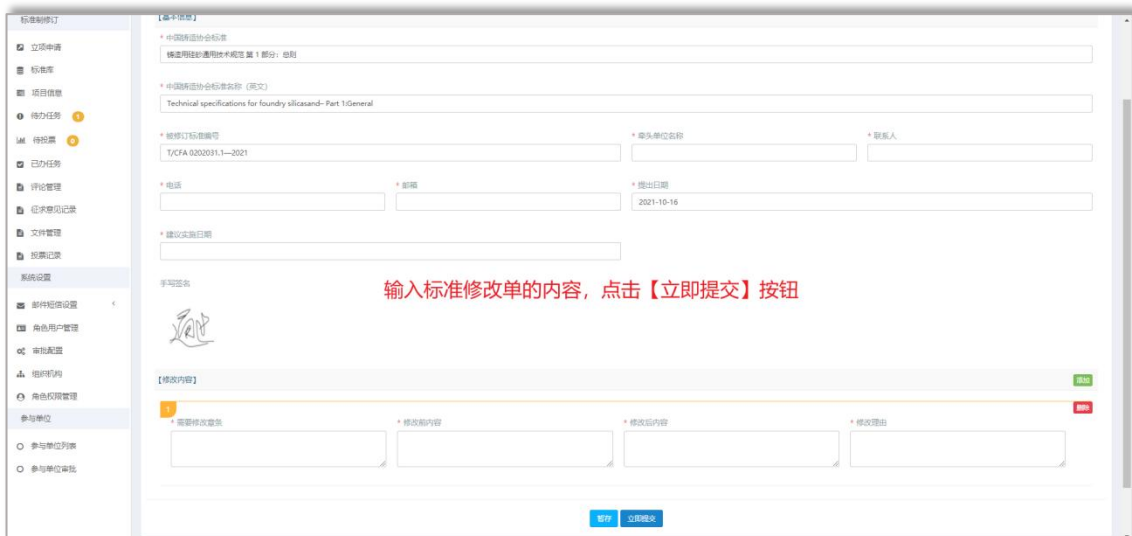 标准制修订
立项申请
标准库
项目信息
待办任务 1
待投票 0
已办任务
评论管理
征求意见记录
文件管理
投票记录
系统设置
邮件短信设置
角色用户管理
审批配置
组织机构
角色权限管理
参与单位
参与单位列表
参与单位审批
【基本信息】
* 中国铸造协会标准
铸造用硅砂通用技术规范 第 1 部分：总则
* 中国铸造协会标准名称（英文）
Technical specifications for foundry silicasand– Part 1:General
* 被修订标准编号 * 牵头单位名称 * 联系人
T/CFA 0202031.1—2021
* 电话 * 邮箱 * 提出日期
2021-10-16
* 建议实施日期
手写签名
输入标准修改单的内容，点击【立即提交】按钮
【修改内容】 添加
1 删除
* 需要修改章条 * 修改前内容 * 修改后内容 * 修改理由
暂存 立即提交